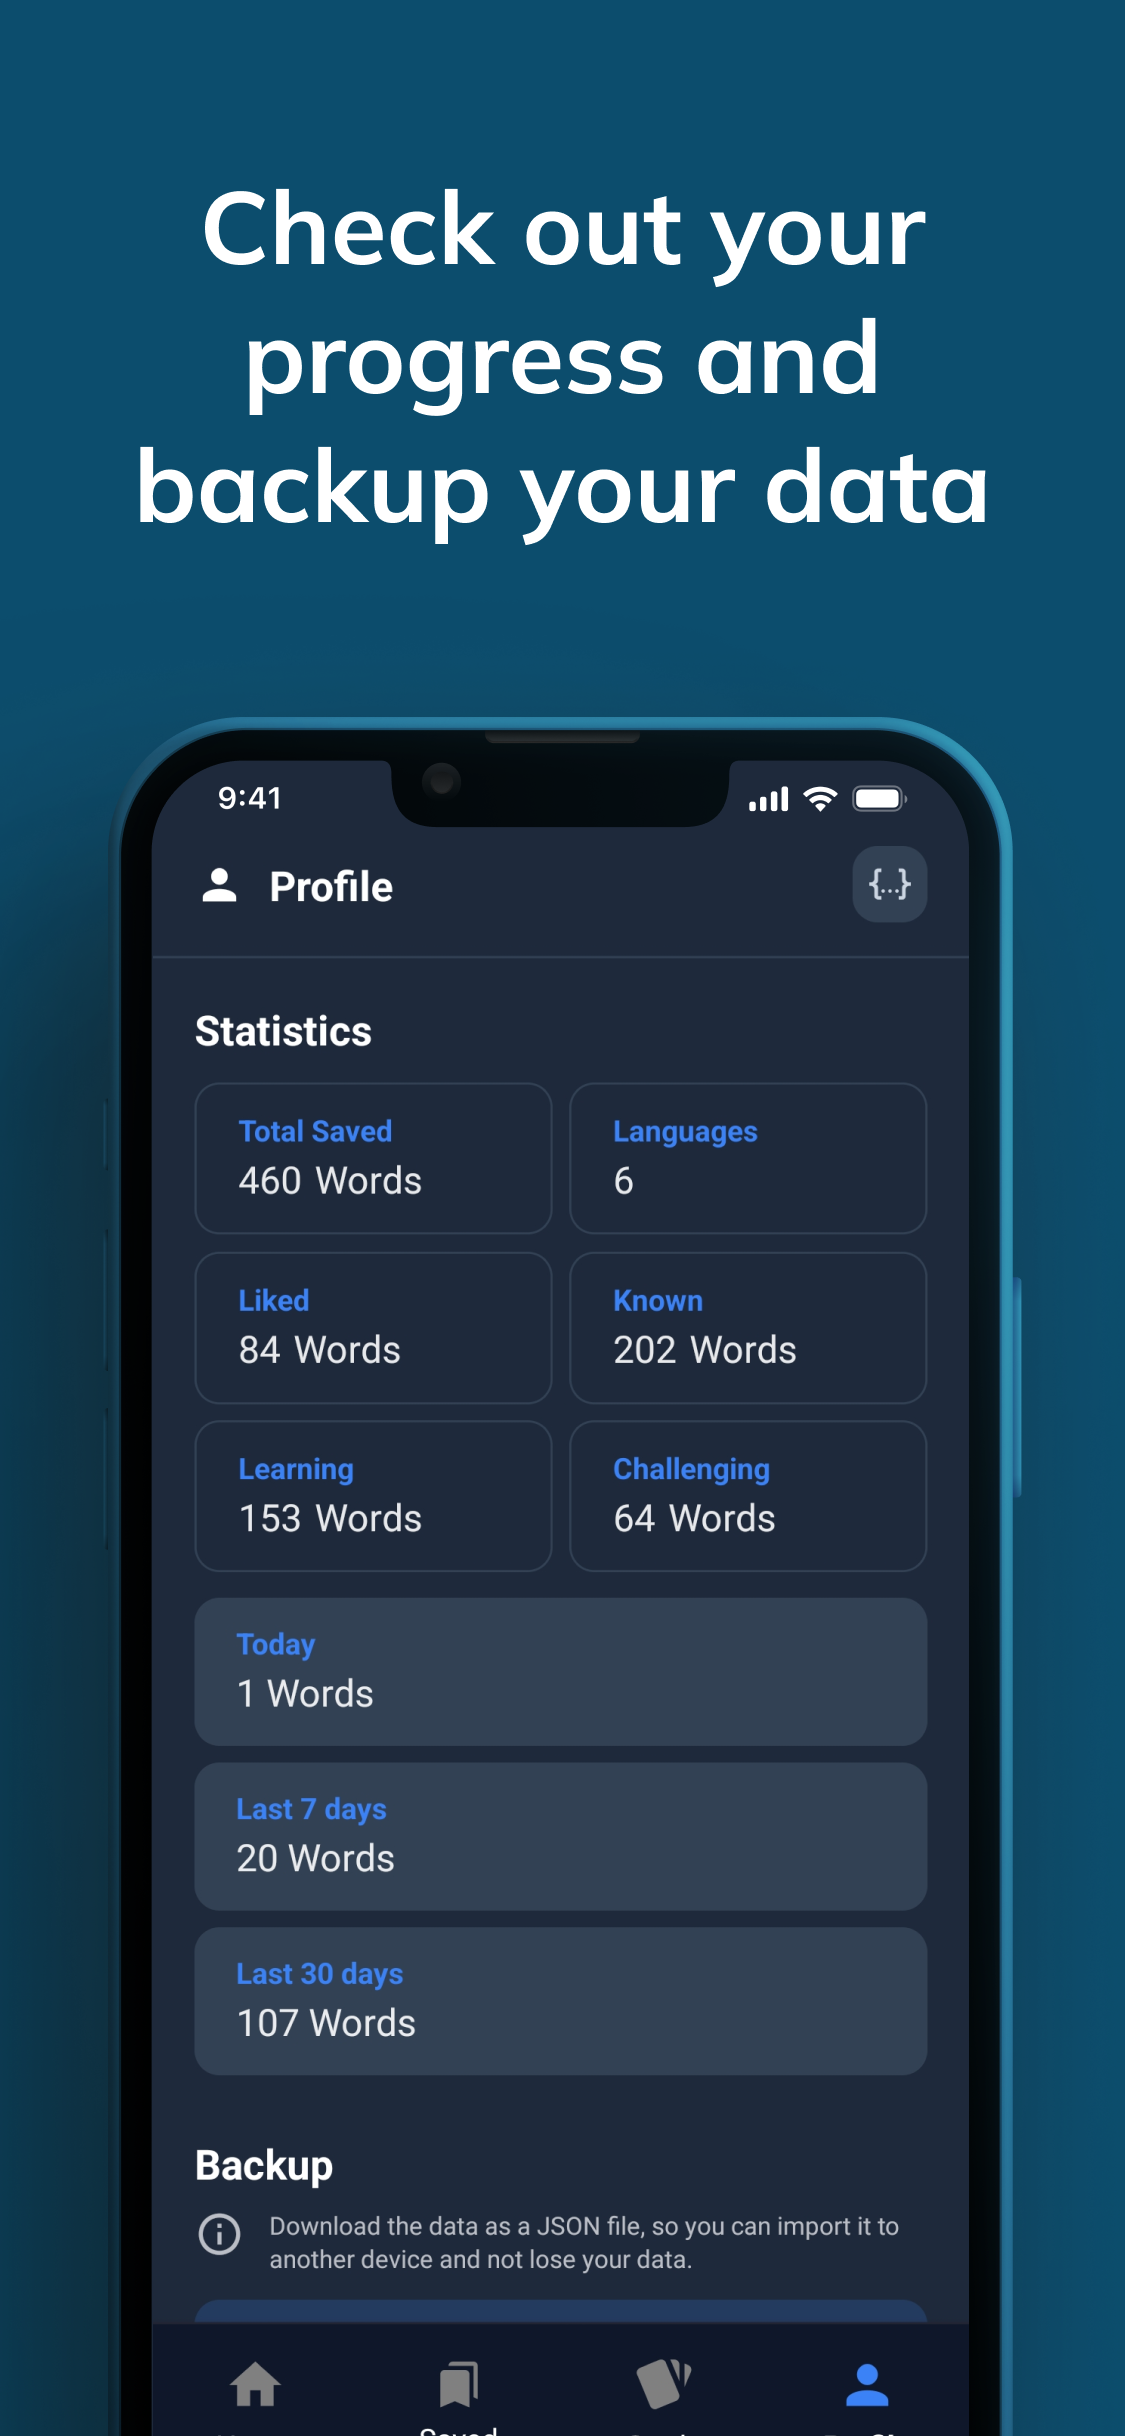 Check out your
progress and
backup your data
9:41
Profile
{...}
Statistics
Total Saved
460 Words
Languages
6
Liked
84 Words
Known
202 Words
Learning
153 Words
Challenging
64 Words
Today
1 Words
Last 7 days
20 Words
Last 30 days
107 Words
Backup
Download the data as a JSON file, so you can import it to
another device and not lose your data.
Saved